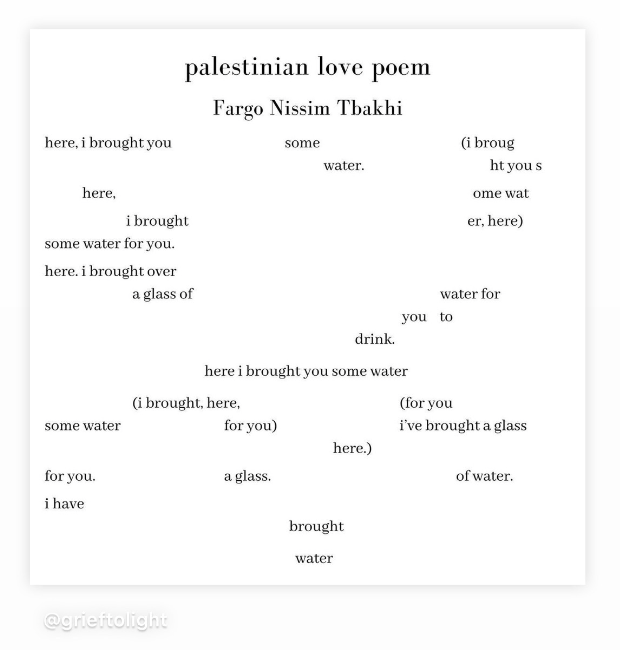 palestinian love poem
Fargo Nissim Tbakhi
here, i brought you some (i broug
water. ht you s
here, ome wat
i brought er, here)
some water for you.
here. i brought over
a glass of water for
you to
drink.
here i brought you some water
(i brought, here, (for you
some water for you) i've brought a glass
here.)
for you. a glass. of water.
i have
brought
water
@grieftolight